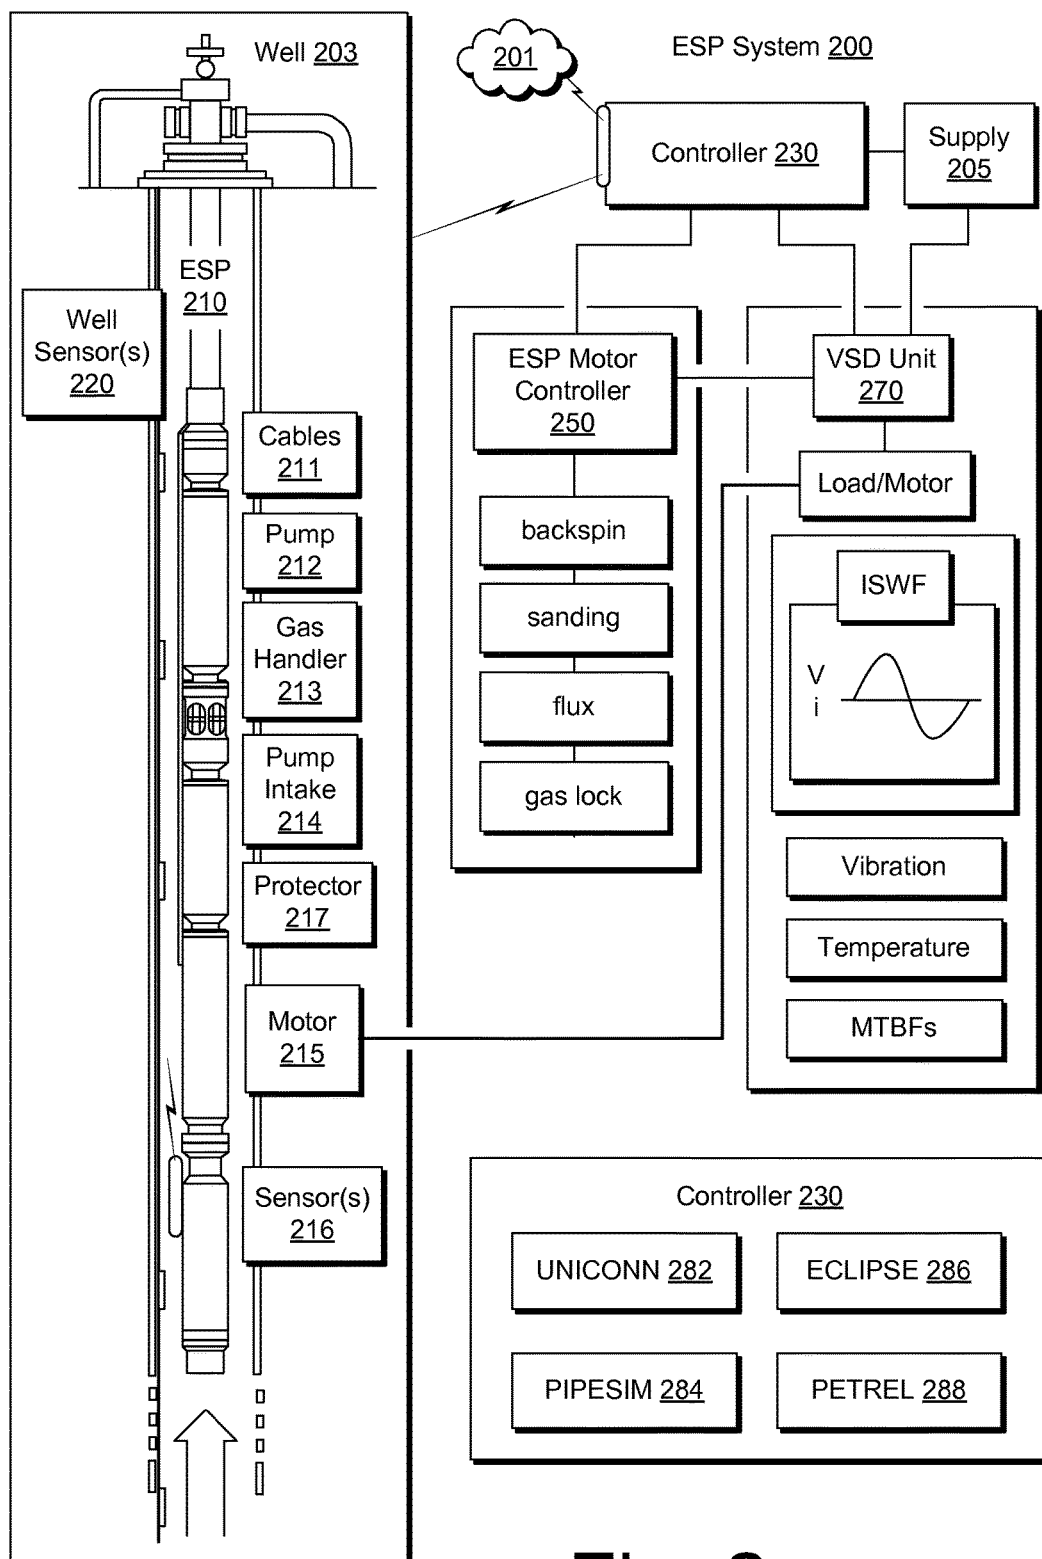 Well 203
201
ESP System 200
Controller 230
Supply
205
ESP
210
Well
Sensor(s)
220
Cables
211
Pump
212
Gas
Handler
213
Pump
Intake
214
Protector
217
Motor
215
Sensor(s)
216
ESP Motor
Controller
250
backspin
sanding
flux
gas lock
VSD Unit
270
Load/Motor
ISWF
V
i
Vibration
Temperature
MTBFs
Controller 230
UNICONN 282
ECLIPSE 286
PIPESIM 284
PETREL 288